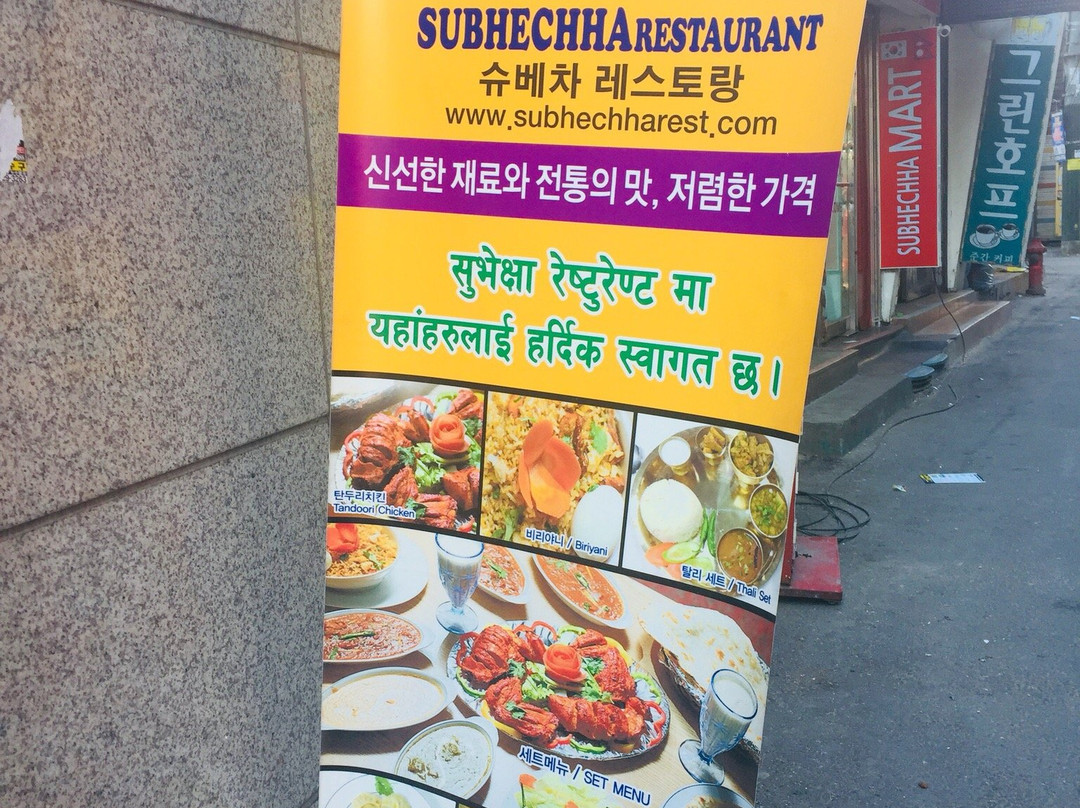 SUBHECHHA RESTAURANT
슈베차 레스토랑
www.subhechharest.com
신선한 재료와 전통의 맛, 저렴한 가격
सुभेक्षा रेष्टुरेण्ट मा
यहांहरुलाई हर्दिक स्वागत छ।
탄두리치킨
Tandoori Chicken
비리야니 / Biriyani
탈리 세트 / Thali Set
세트메뉴 / SET MENU
SUBHECHHA MART
그린호프